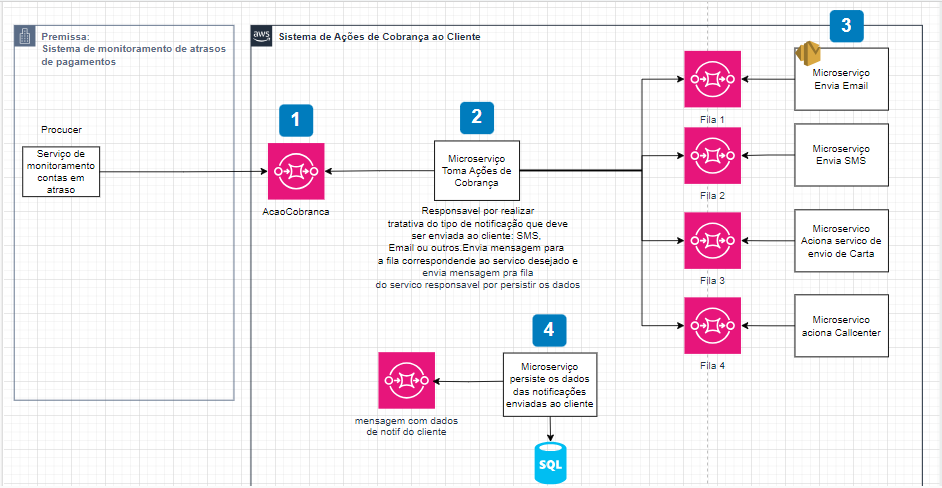 Premissa:
Sistema de monitoramento de atrasos
de pagamentos
aws
Sistema de Ações de Cobrança ao Cliente
Procucer
Serviço de
monitoramento
contas em
atraso
1
AcaoCobranca
2
Microserviço
Toma Ações de
Cobrança
Responsavel por realizar
tratativa do tipo de notificação que deve
ser enviada ao cliente: SMS,
Email ou outros.Envia mensagem para
a fila correspondende ao servico desejado e
envia mensagem pra fila
do servico responsavel por persistir os dados
3
Fila 1
Microserviço
Envia Email
Fila 2
Microserviço
Envia SMS
Fila 3
Microservico
Aciona servico de
envio de Carta
Fila 4
Microservico
aciona Callcenter
4
mensagem com dados
de notif do cliente
Microserviço
persiste os dados
das notificações
enviadas ao cliente
SQL